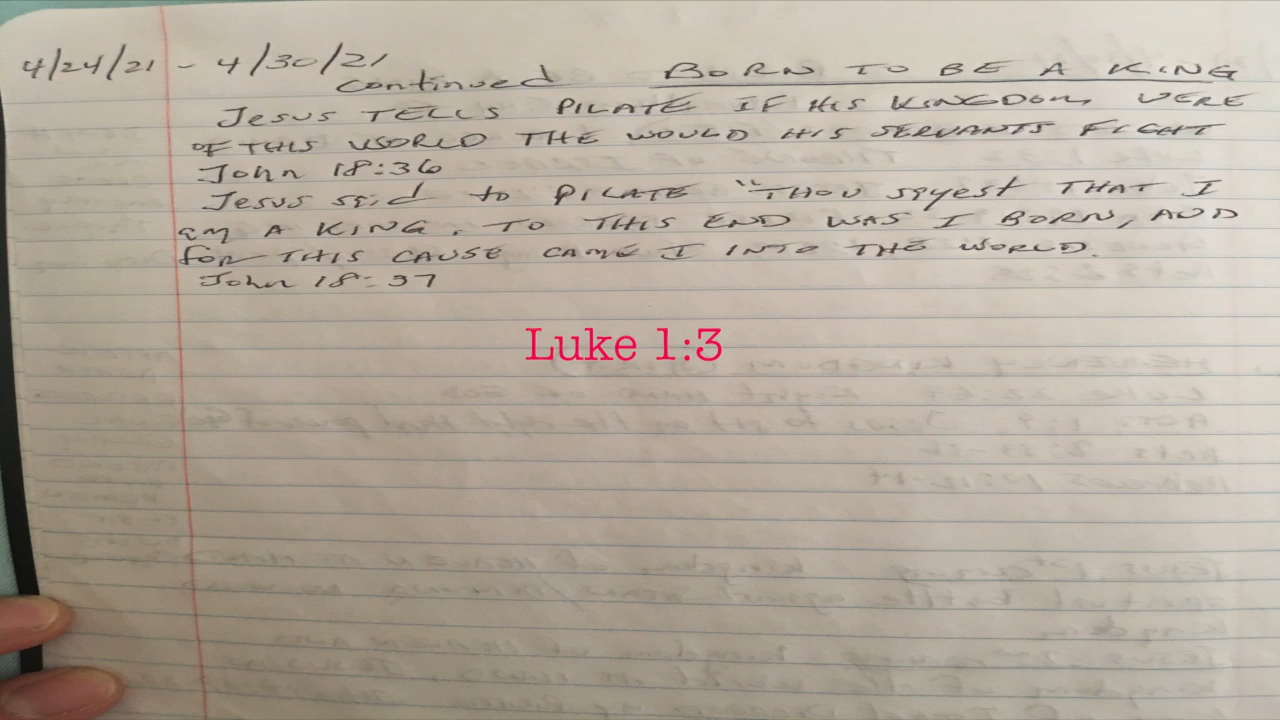 4/24/21 - 4/30/21
continued BORN TO BE A KING
Jesus TELLS PILATE IF HIS KINGDOM WERE
OF THIS WORLD THE WOULD HIS SERVANTS FIGHT
John 18:36
Jesus said to PILATE "THOU sayest THAT I
am A KING. TO THIS END WAS I BORN, AND
for THIS CAUSE CAME I INTO THE WORLD.
John 18:37
Luke 1:3